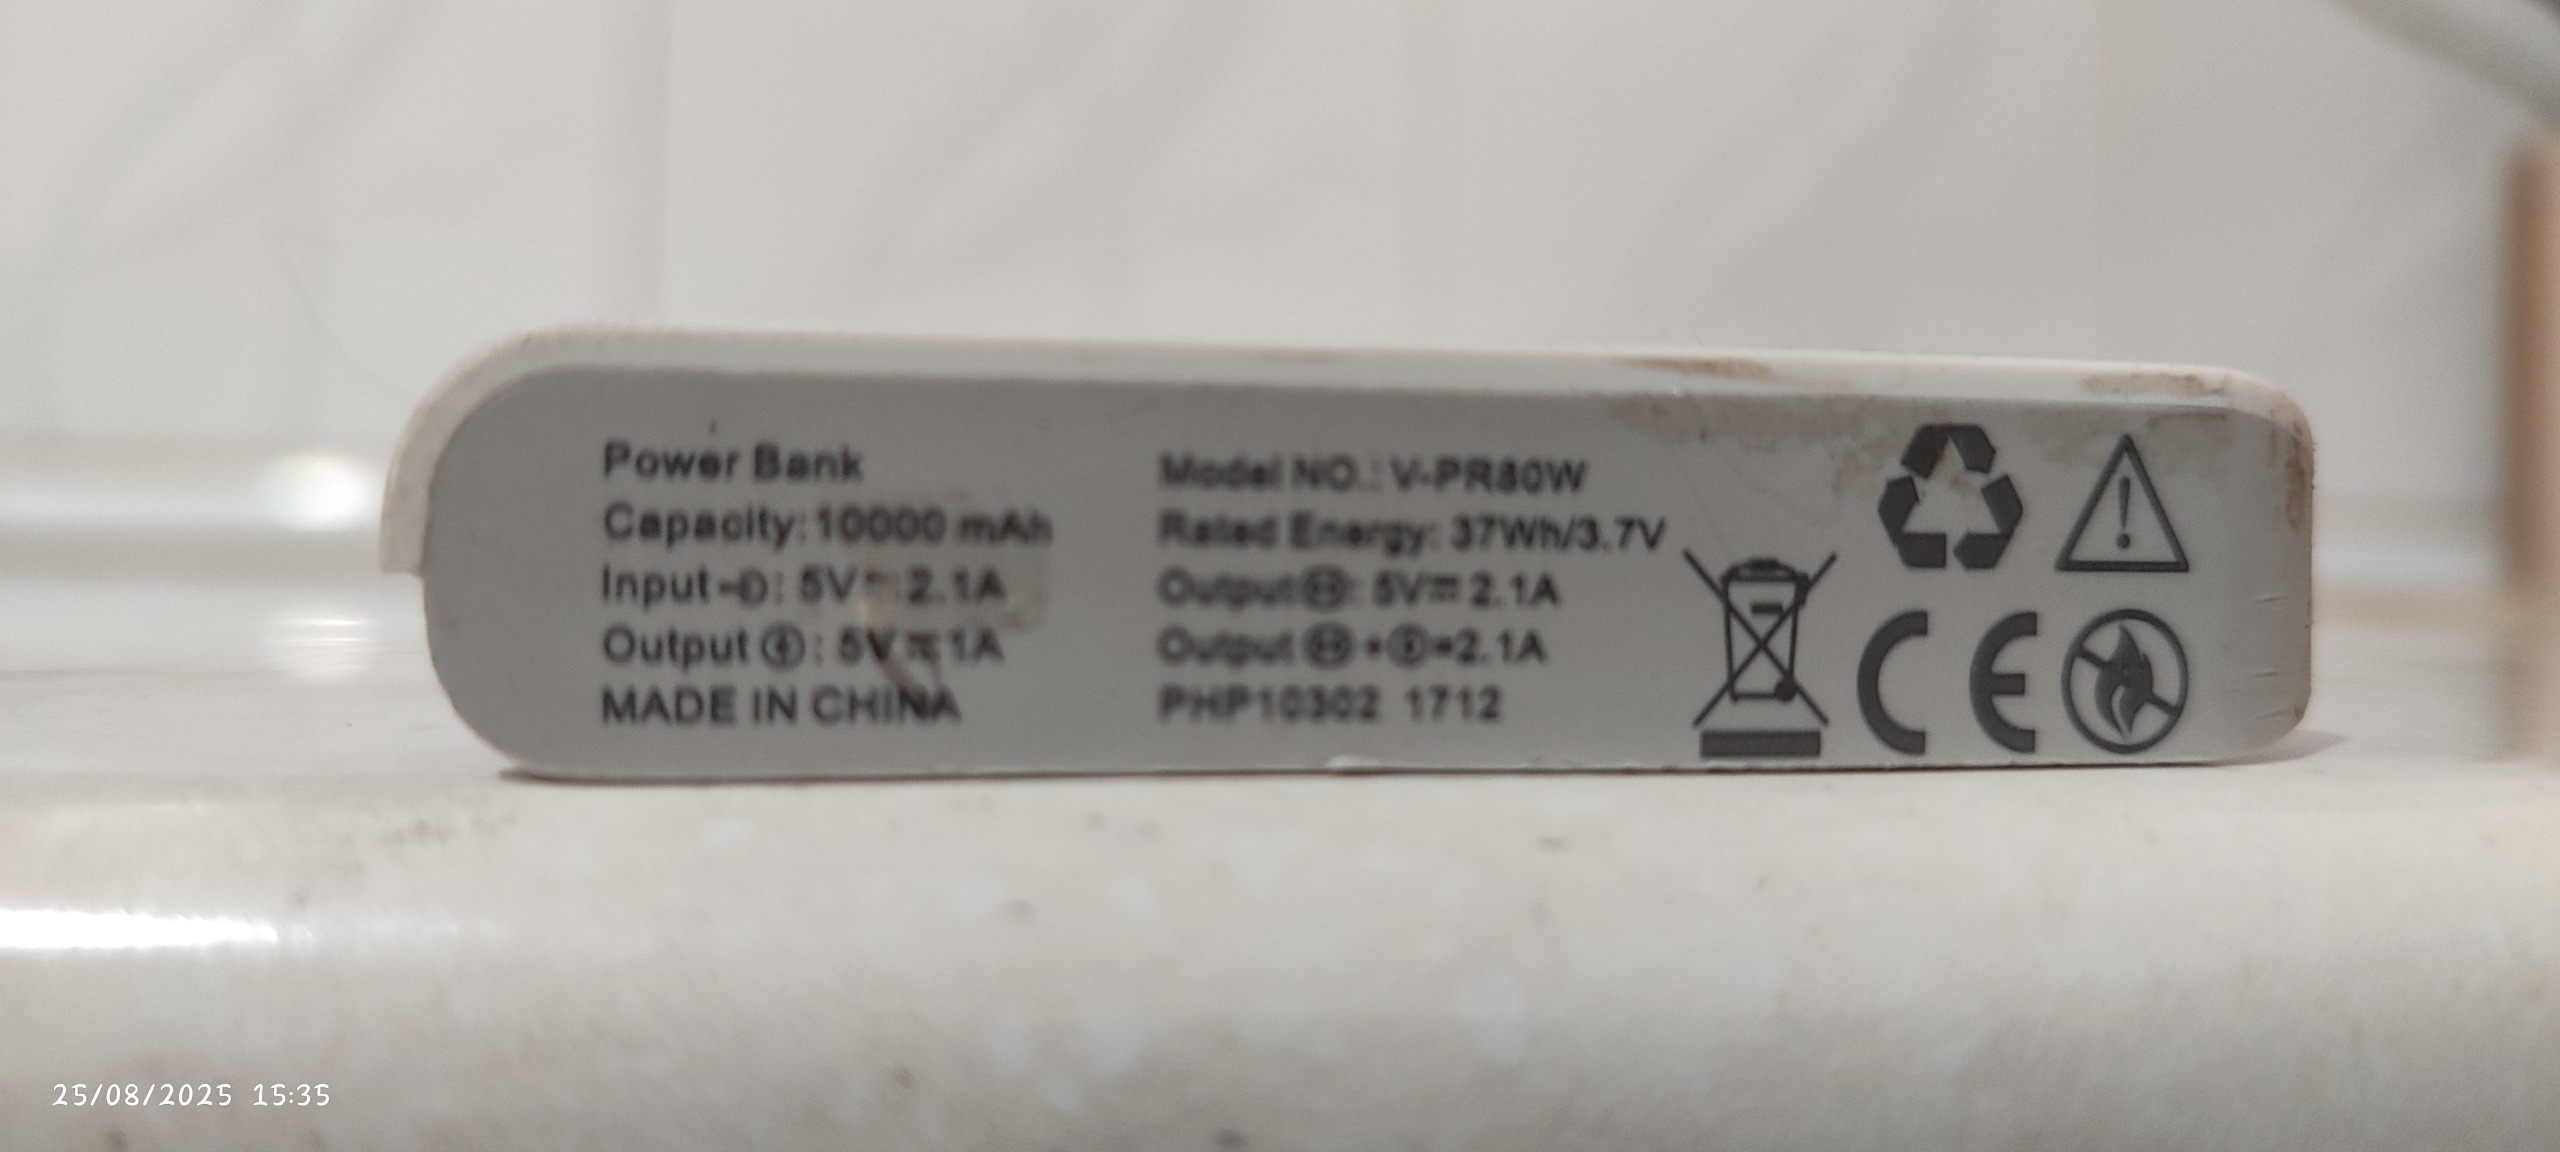 Power Bank
Capacity: 10000 mAh
Input: 5V⎓2.1A
Output: 5V⎓1A
MADE IN CHINA
Model NO.: V-PR80W
Rated Energy: 37Wh/3.7V
Output: 5V⎓2.1A
Output + =2.1A
PHP10302 1712
CE
25/08/2025 15:35